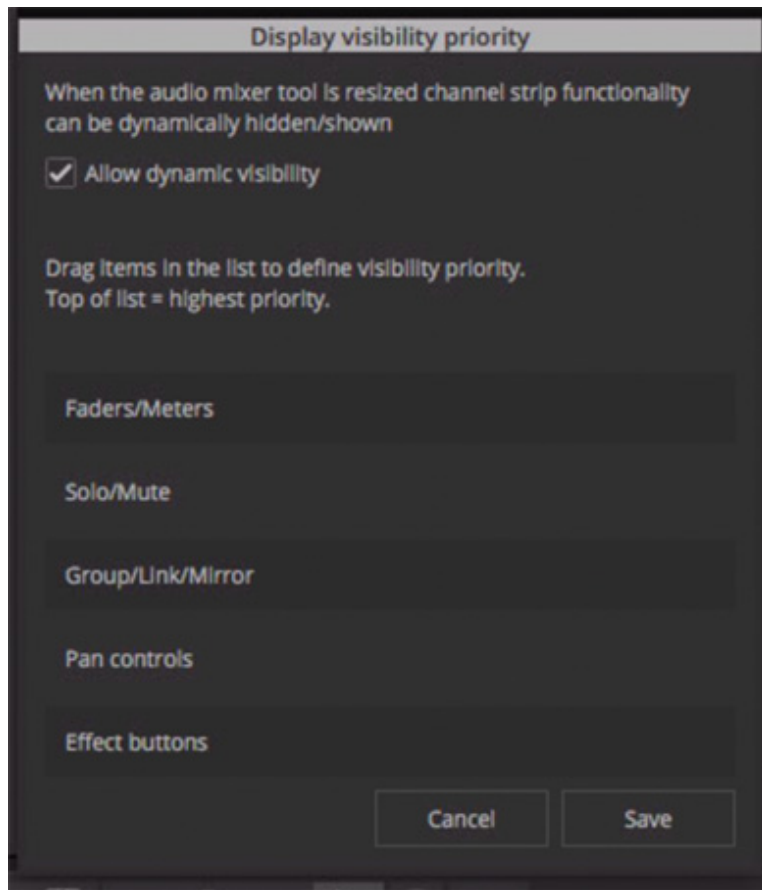 Display visibility priority
When the audio mixer tool is resized channel strip functionality
can be dynamically hidden/shown
Allow dynamic visibility
Drag items in the list to define visibility priority.
Top of list = highest priority.
Faders/Meters
Solo/Mute
Group/Link/Mirror
Pan controls
Effect buttons
Cancel
Save